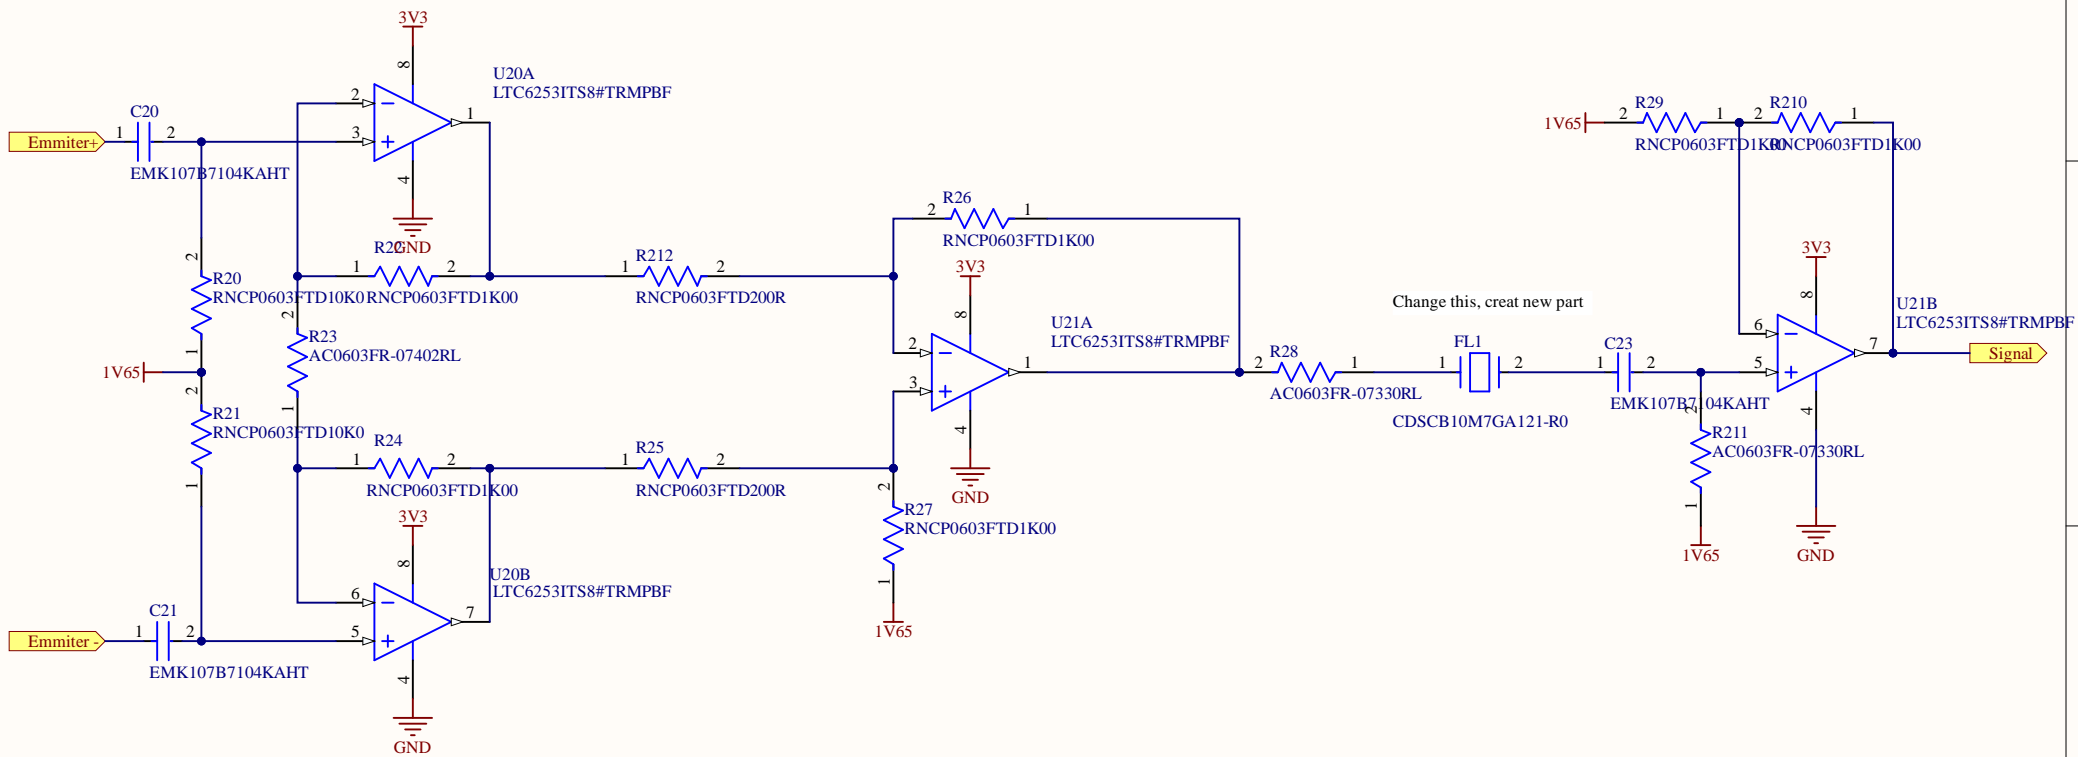 3V3
8
U20A
LTC6253ITS8#TRMPBF
2
1
3
4
GND
C20
1
2
EMK107B7104KAHT
Emmiter+
R22
1
2
RNCP0603FTD1K00
2
R20
RNCP0603FTD10K0
1
1V65
2
R21
RNCP0603FTD10K0
1
2
R23
AC0603FR-07402RL
1
R24
1
2
RNCP0603FTD1K00
3V3
8
U20B
LTC6253ITS8#TRMPBF
6
7
5
4
GND
C21
1
2
EMK107B7104KAHT
Emmiter -
R212
1
2
RNCP0603FTD200R
R25
1
2
RNCP0603FTD200R
R26
2
1
RNCP0603FTD1K00
3V3
8
U21A
LTC6253ITS8#TRMPBF
2
1
3
4
GND
2
R27
RNCP0603FTD1K00
1
1V65
R28
2
1
AC0603FR-07330RL
Change this, creat new part
FL1
1
2
CDSCB10M7GA121-R0
C23
1
2
EMK107B7104KAHT
2
R211
AC0603FR-07330RL
1
1V65
1V65
R29
2
1
RNCP0603FTD1K00
R210
2
1
RNCP0603FTD1K00
3V3
8
U21B
LTC6253ITS8#TRMPBF
6
7
5
4
GND
Signal